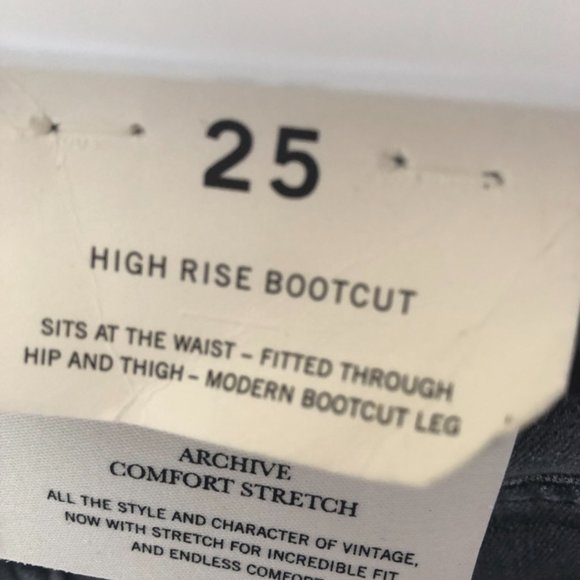 25
HIGH RISE BOOTCUT
SITS AT THE WAIST – FITTED THROUGH
HIP AND THIGH – MODERN BOOTCUT LEG
ARCHIVE
COMFORT STRETCH
ALL THE STYLE AND CHARACTER OF VINTAGE,
NOW WITH STRETCH FOR INCREDIBLE FIT
AND ENDLESS COMFORT